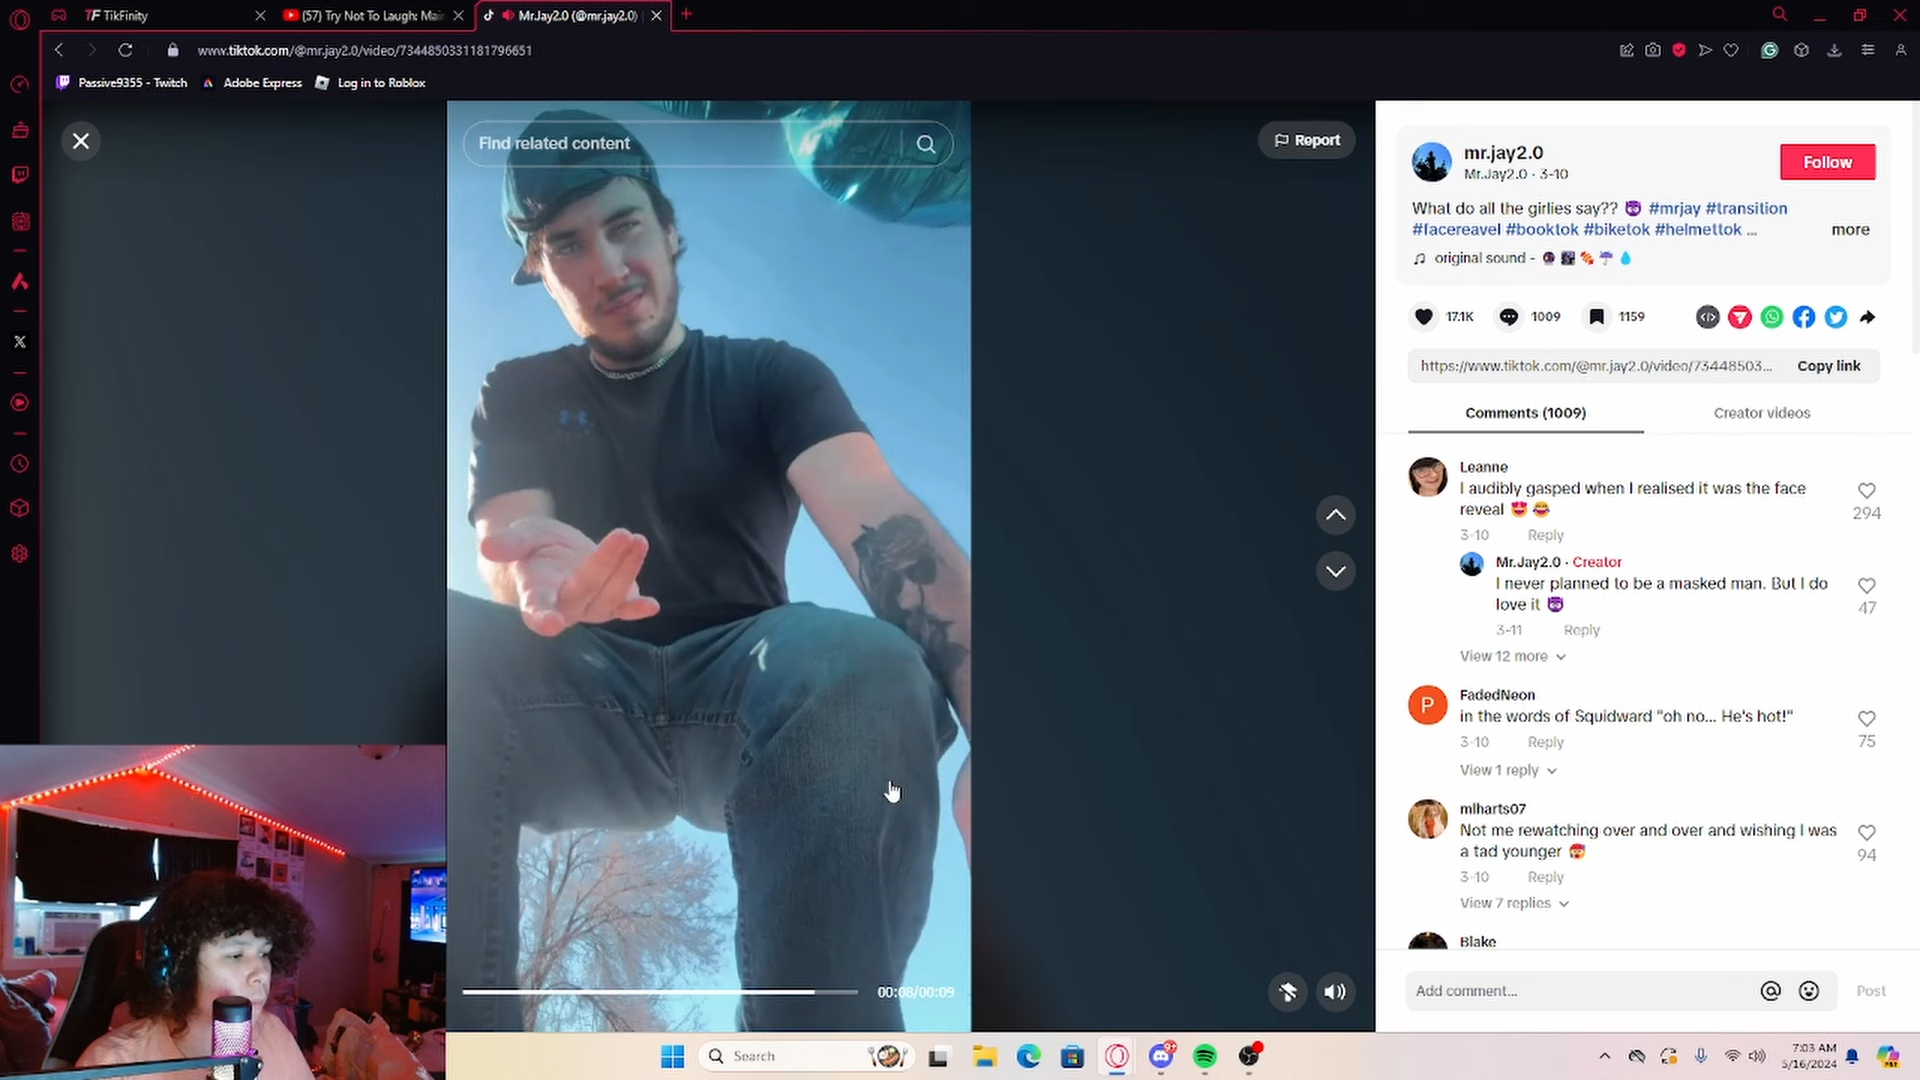 TF TikFinity
(57) Try Not To Laugh: Mai
Mr.Jay2.0 (@mr.jay2.0)
www.tiktok.com/@mr.jay2.0/video/7344850331181796651
Passive9355 - Twitch
Adobe Express
Log in to Roblox
Find related content
Report
mr.jay2.0
Mr.Jay2.0 · 3-10
Follow
What do all the girlies say?? 😈 #mrjay #transition
#facereavel #booktok #biketok #helmettok ...
more
original sound -
17.1K
1009
1159
https://www.tiktok.com/@mr.jay2.0/video/73448503...
Copy link
Comments (1009)
Creator videos
Leanne
I audibly gasped when I realised it was the face
reveal 😍 😂
294
3-10 Reply
Mr.Jay2.0 · Creator
I never planned to be a masked man. But I do
love it 😈
47
3-11 Reply
View 12 more
P
FadedNeon
in the words of Squidward "oh no... He's hot!"
75
3-10 Reply
View 1 reply
mlharts07
Not me rewatching over and over and wishing I was
a tad younger
94
3-10 Reply
View 7 replies
Blake
00:08/00:09
Add comment...
Post
Search
9+
7:03 AM
5/16/2024